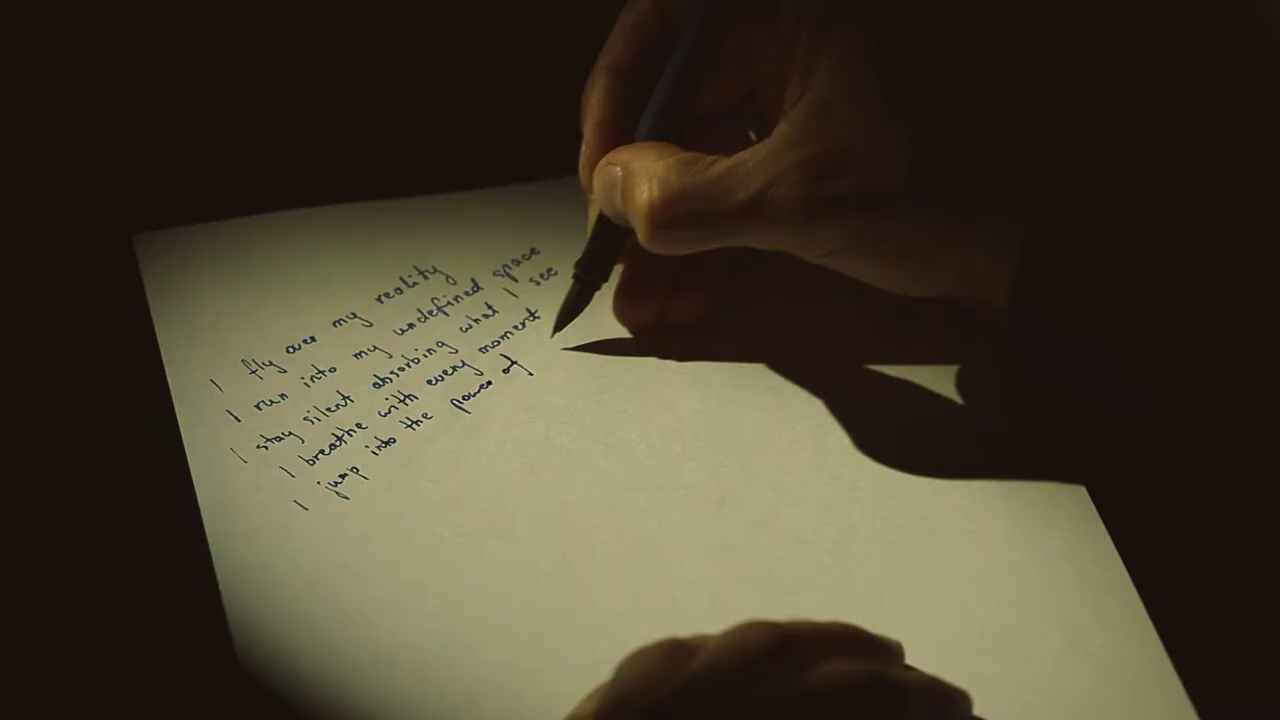 I fly over my reality
I run into my undefined space
I stay silent absorbing what I see
I breathe with every moment
I jump into the power of